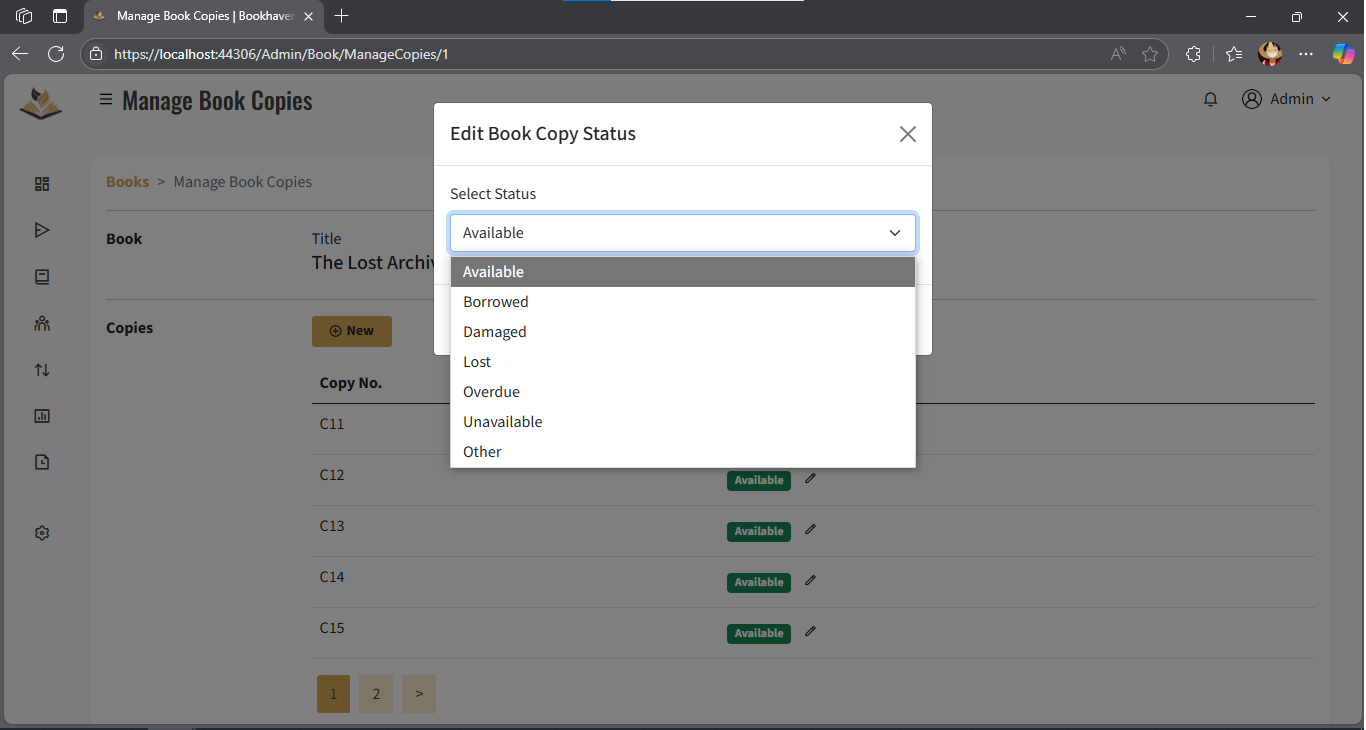 Manage Book Copies | Bookhaven
https://localhost:44306/Admin/Book/ManageCopies/1
Manage Book Copies
Admin
Edit Book Copy Status
Books > Manage Book Copies
Select Status
Available
Book
Title
The Lost Archi
Available
Borrowed
Damaged
Lost
Overdue
Unavailable
Other
Copies
New
Copy No.
C11
C12
Available
C13
Available
C14
Available
C15
Available
1 2 >